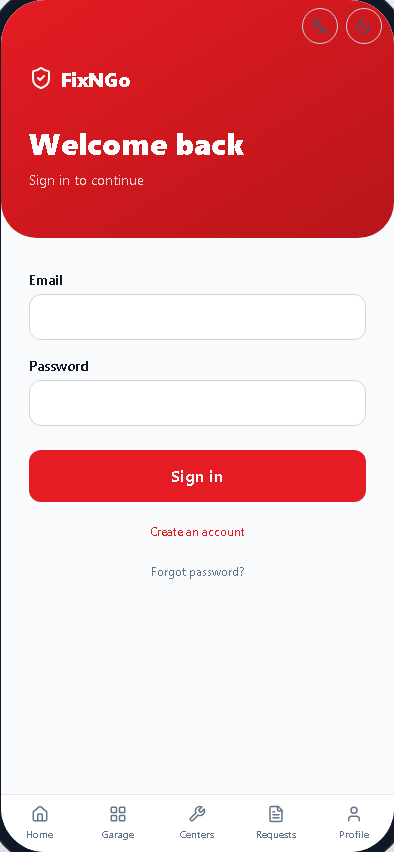 FixNGo
Welcome back
Sign in to continue
Email
Password
Sign in
Create an account
Forgot password?
Home
Garage
Centers
Requests
Profile